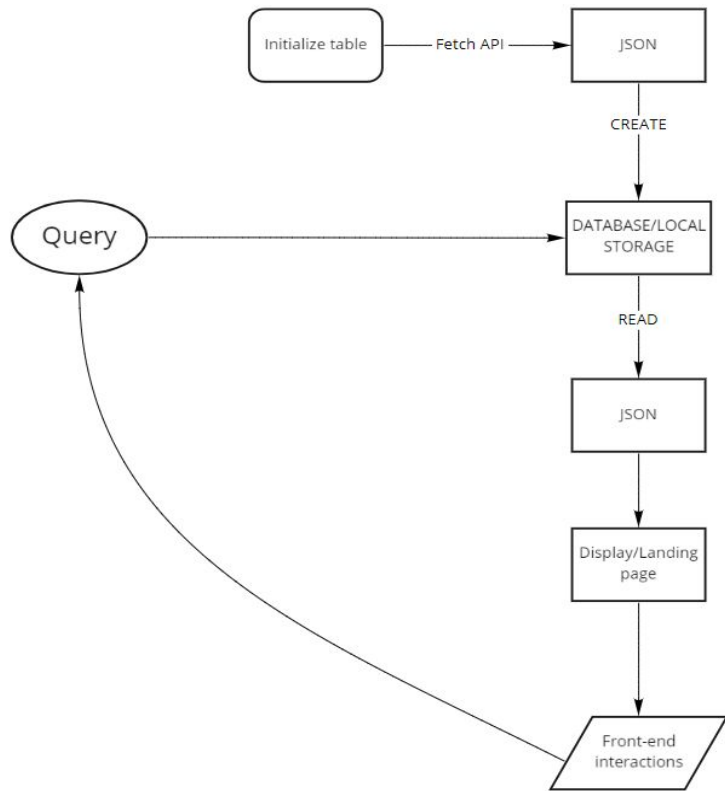 Initialize table
Fetch API
JSON
CREATE
Query
DATABASE/LOCAL
STORAGE
READ
JSON
Display/Landing
page
Front-end
interactions